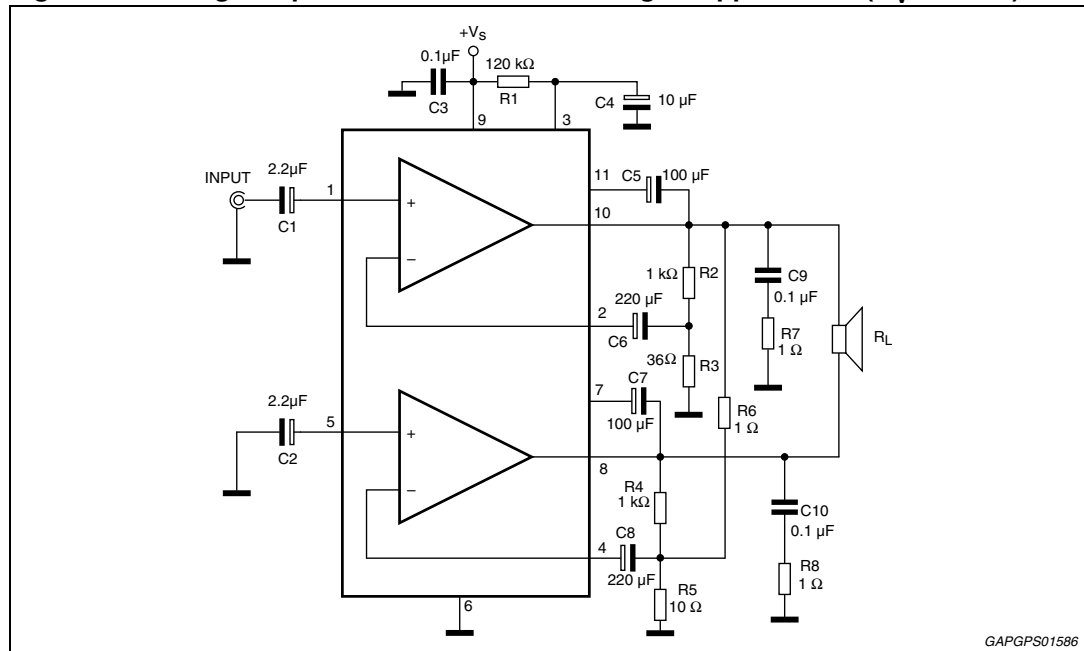 +VS
0.1µF
120 kΩ
C3
R1
C4
10 µF
9
3
2.2µF
INPUT
1
C1
+
−
11
C5
100 µF
10
1 kΩ
R2
220 µF
2
C6
36Ω
R3
C9
0.1 µF
R7
1 Ω
RL
2.2µF
5
C2
+
−
7
C7
100 µF
R6
1 Ω
8
R4
1 kΩ
C8
4
220 µF
R5
10 Ω
C10
0.1 µF
R8
1 Ω
6
GAPGPS01586